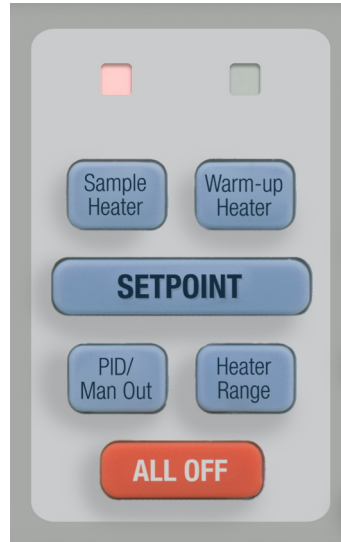 Sample
Heater
Warm-up
Heater
SETPOINT
PID/
Man Out
Heater
Range
ALL OFF